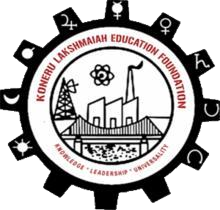 KONERU LAKSHMAIAH EDUCATION FOUNDATION
KNOWLEDGE • LEADERSHIP • UNIVERSALITY